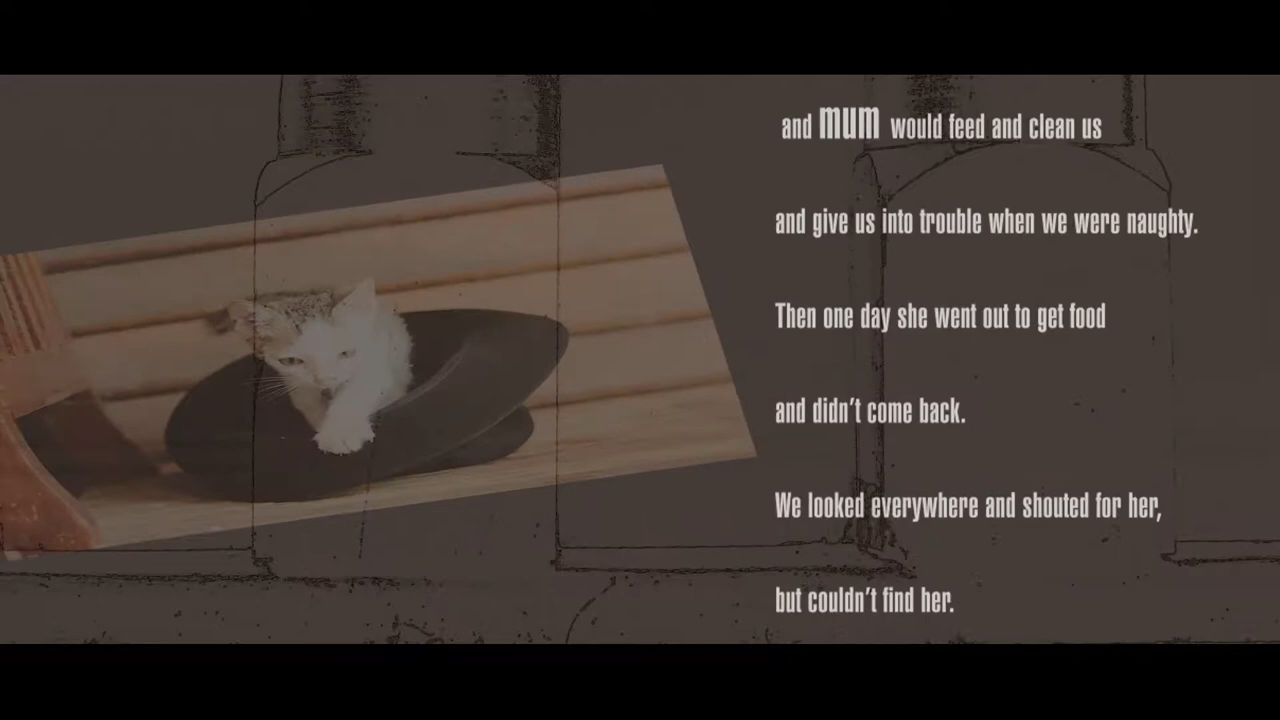 and mum would feed and clean us
and give us into trouble when we were naughty.
Then one day she went out to get food
and didn't come back.
We looked everywhere and shouted for her,
but couldn't find her.